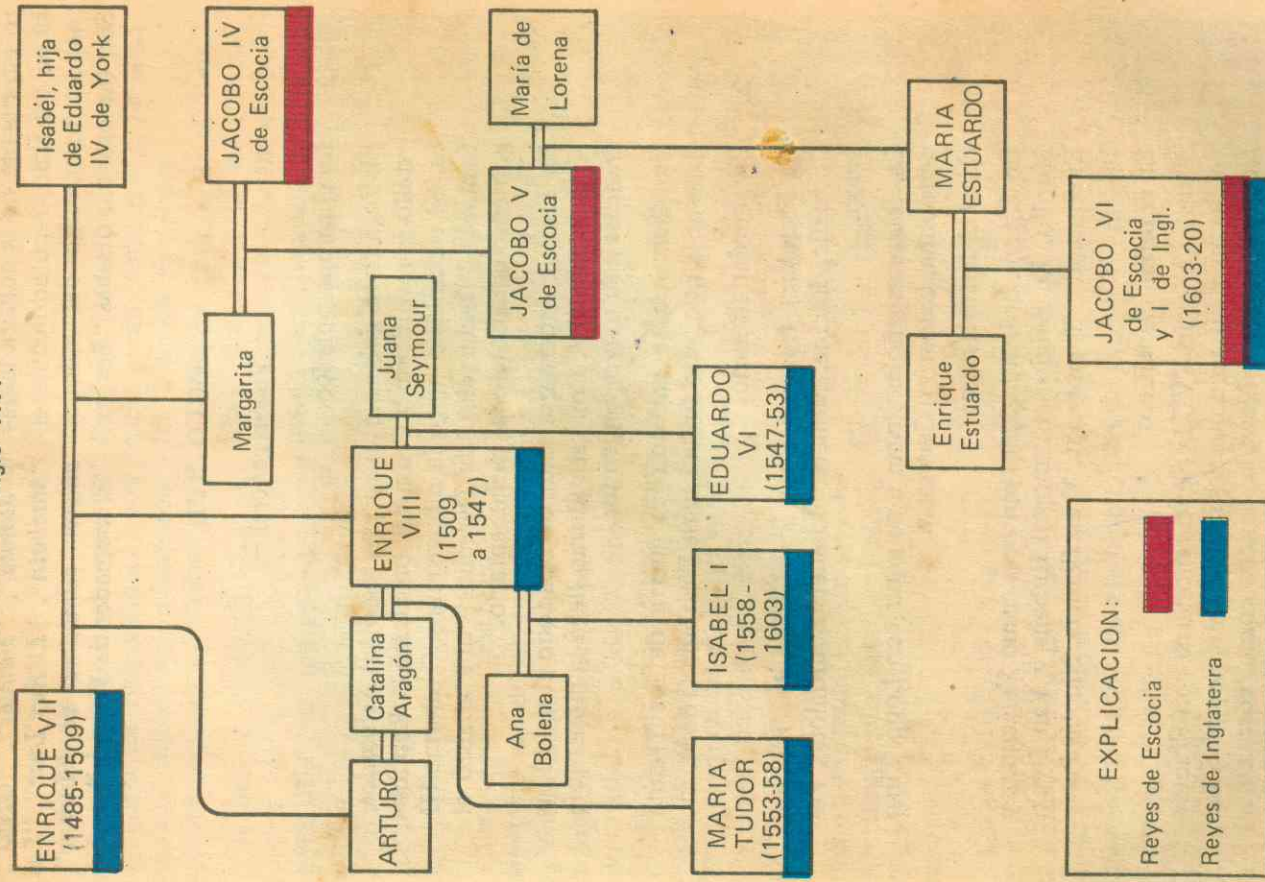 ENRIQUE VII
(1485-1509)
Isabel, hija
de Eduardo
IV de York
Margarita
JACOBO IV
de Escocia
ARTURO
Catalina
Aragón
ENRIQUE
VIII
(1509
a 1547)
Juana
Seymour
JACOBO V
de Escocia
María de
Lorena
Ana
Bolena
MARIA
TUDOR
(1553-58)
ISABEL I
(1558-
1603)
EDUARDO
VI
(1547-53)
Enrique
Estuardo
MARIA
ESTUARDO
JACOBO VI
de Escocia
y I de Ingl.
(1603-20)
EXPLICACION:
Reyes de Escocia
Reyes de Inglaterra